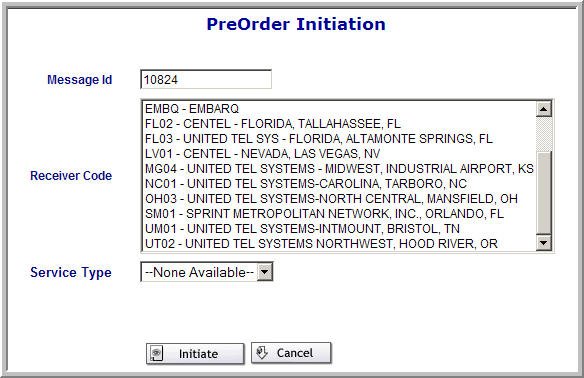 PreOrder Initiation
Message Id
10824
EMBQ - EMBARQ
FL02 - CENTEL - FLORIDA, TALLAHASSEE, FL
FL03 - UNITED TEL SYS - FLORIDA, ALTAMONTE SPRINGS, FL
LV01 - CENTEL - NEVADA, LAS VEGAS, NV
MG04 - UNITED TEL SYSTEMS - MIDWEST, INDUSTRIAL AIRPORT, KS
Receiver Code
NC01 - UNITED TEL SYSTEMS-CAROLINA, TARBORO, NC
OH03 - UNITED TEL SYSTEMS-NORTH CENTRAL, MANSFIELD, OH
SM01 - SPRINT METROPOLITAN NETWORK, INC., ORLANDO, FL
UM01 - UNITED TEL SYSTEMS-INTMOUNT, BRISTOL, TN
UT02 - UNITED TEL SYSTEMS NORTHWEST, HOOD RIVER, OR
Service Type
--None Available--
Initiate
Cancel